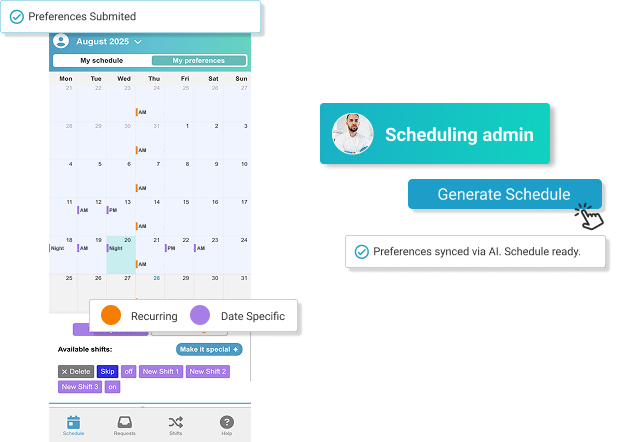 Preferences Submited
August 2025
My schedule
My preferences
Mon Tue Wed Thu Fri Sat Sun
21 22 23 24 25 26 27
AM
28 29 30 31 1 2 3
AM
4 5 6 7 8 9 10
AM
11 12 13 14 15 16 17
AM PM
AM
18 19 20 21 22 23 24
Night AM Night PM AM
AM
25 26 27 28 29 30 31
Recurring
Date Specific
Available shifts:
Make it special +
× Delete
Skip
off
New Shift 1
New Shift 2
New Shift 3
on
Schedule
Requests
Shifts
Help
Scheduling admin
Generate Schedule
Preferences synced via AI. Schedule ready.